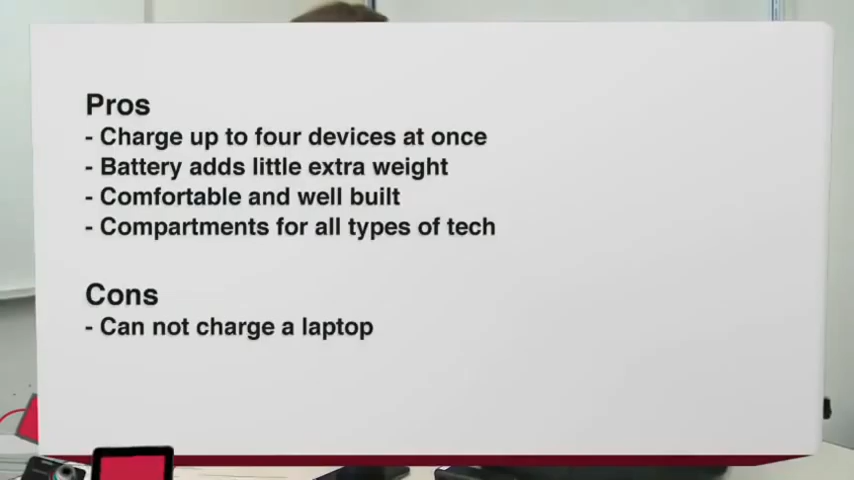 Pros
- Charge up to four devices at once
- Battery adds little extra weight
- Comfortable and well built
- Compartments for all types of tech
Cons
- Can not charge a laptop